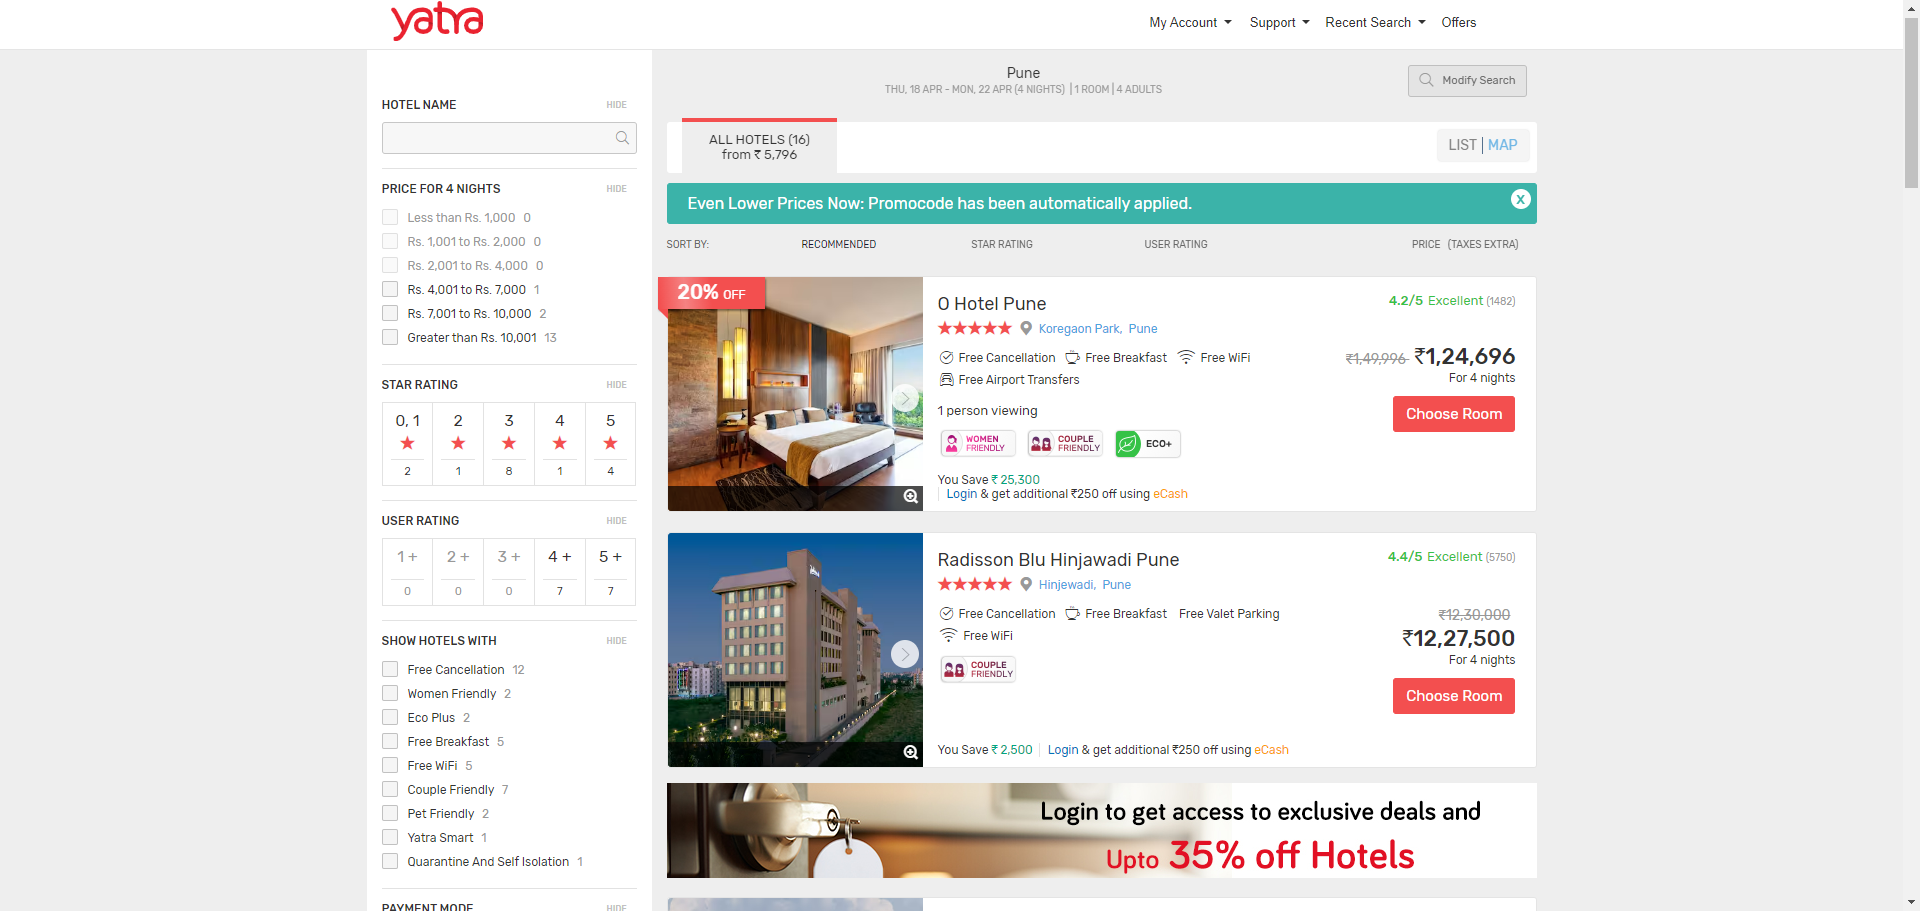 yatra
My Account
Support
Recent Search
Offers
HOTEL NAME
HIDE
PRICE FOR 4 NIGHTS
HIDE
Less than Rs. 1,000 0
Rs. 1,001 to Rs. 2,000 0
Rs. 2,001 to Rs. 4,000 0
Rs. 4,001 to Rs. 7,000 1
Rs. 7,001 to Rs. 10,000 2
Greater than Rs. 10,001 13
STAR RATING
HIDE
0, 1 2 3 4 5
2 1 8 1 4
USER RATING
HIDE
1 + 2 + 3 + 4 + 5 +
0 0 0 7 7
SHOW HOTELS WITH
HIDE
Free Cancellation 12
Women Friendly 2
Eco Plus 2
Free Breakfast 5
Free WiFi 5
Couple Friendly 7
Pet Friendly 2
Yatra Smart 1
Quarantine And Self Isolation 1
PAYMENT MODE
HIDE
Pune
THU, 18 APR - MON, 22 APR (4 NIGHTS) | 1 ROOM | 4 ADULTS
Modify Search
ALL HOTELS (16)
from ₹ 5,796
LIST | MAP
Even Lower Prices Now: Promocode has been automatically applied.
X
SORT BY:
RECOMMENDED
STAR RATING
USER RATING
PRICE (TAXES EXTRA)
20% OFF
O Hotel Pune
4.2/5 Excellent (1482)
Koregaon Park, Pune
Free Cancellation Free Breakfast Free WiFi
Free Airport Transfers
₹1,49,996 ₹1,24,696
For 4 nights
Choose Room
1 person viewing
WOMEN
FRIENDLY
COUPLE
FRIENDLY
ECO+
You Save ₹ 25,300
Login & get additional ₹250 off using eCash
Radisson Blu Hinjawadi Pune
4.4/5 Excellent (5750)
Hinjewadi, Pune
Free Cancellation Free Breakfast Free Valet Parking
Free WiFi
₹12,30,000
₹12,27,500
For 4 nights
Choose Room
COUPLE
FRIENDLY
You Save ₹ 2,500 Login & get additional ₹250 off using eCash
Login to get access to exclusive deals and
Upto 35% off Hotels